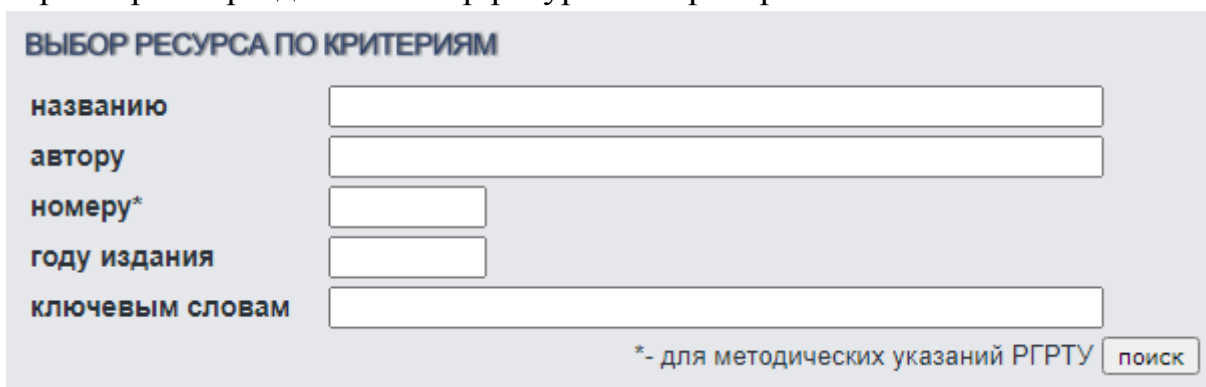 ВЫБОР РЕСУРСА ПО КРИТЕРИЯМ
названию
автору
номеру*
году издания
ключевым словам
*- для методических указаний РГРТУ поиск